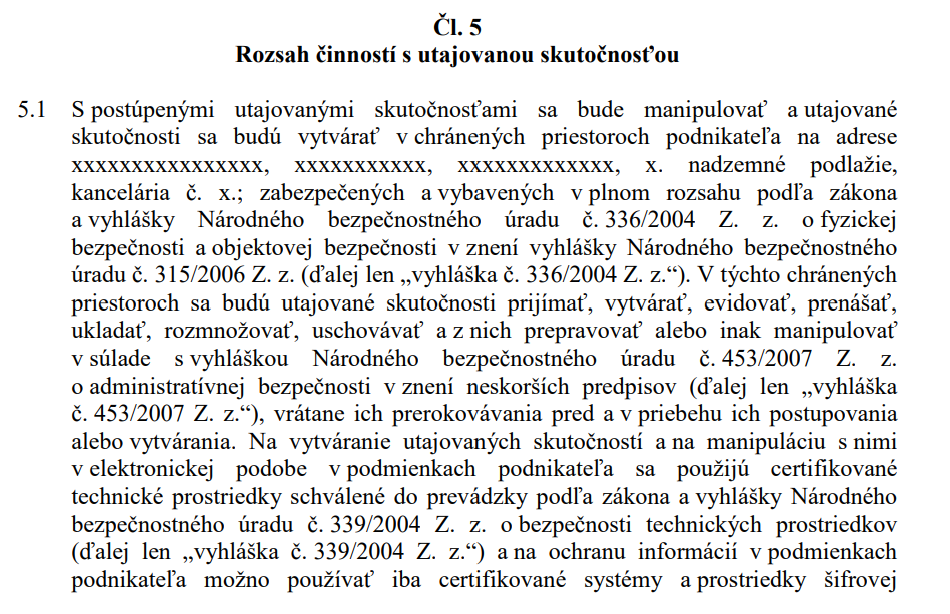 Čl. 5
Rozsah činností s utajovanou skutočnosťou
5.1 S postúpenými utajovanými skutočnosťami sa bude manipulovať a utajované
skutočnosti sa budú vytvárať v chránených priestoroch podnikateľa na adrese
xxxxxxxxxxxxxxxx, xxxxxxxxxxx, xxxxxxxxxxxxx, x. nadzemné podlažie,
kancelária č. x.; zabezpečených a vybavených v plnom rozsahu podľa zákona
a vyhlášky Národného bezpečnostného úradu č. 336/2004 Z. z. o fyzickej
bezpečnosti a objektovej bezpečnosti v znení vyhlášky Národného bezpečnostného
úradu č. 315/2006 Z. z. (ďalej len „vyhláška č. 336/2004 Z. z.“). V týchto chránených
priestoroch sa budú utajované skutočnosti prijímať, vytvárať, evidovať, prenášať,
ukladať, rozmnožovať, uschovávať a z nich prepravovať alebo inak manipulovať
v súlade s vyhláškou Národného bezpečnostného úradu č. 453/2007 Z. z.
o administratívnej bezpečnosti v znení neskorších predpisov (ďalej len „vyhláška
č. 453/2007 Z. z.“), vrátane ich prerokovávania pred a v priebehu ich postupovania
alebo vytvárania. Na vytváranie utajovaných skutočností a na manipuláciu s nimi
v elektronickej podobe v podmienkach podnikateľa sa použijú certifikované
technické prostriedky schválené do prevádzky podľa zákona a vyhlášky Národného
bezpečnostného úradu č. 339/2004 Z. z. o bezpečnosti technických prostriedkov
(ďalej len „vyhláška č. 339/2004 Z. z.“) a na ochranu informácií v podmienkach
podnikateľa možno používať iba certifikované systémy a prostriedky šifrovej